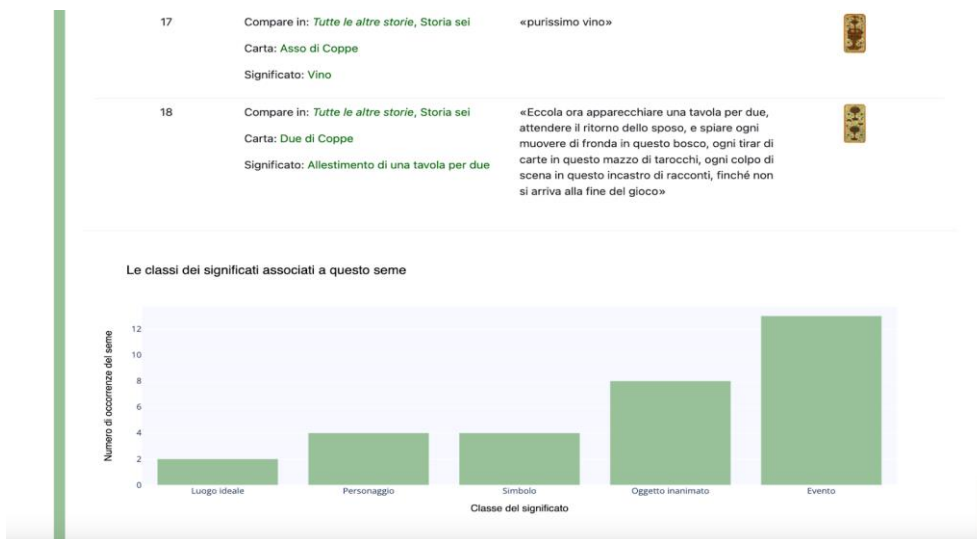 17
Compare in: Tutte le altre storie, Storia sei
«purissimo vino»
Carta: Asso di Coppe
Significato: Vino
18
Compare in: Tutte le altre storie, Storia sei
Carta: Due di Coppe
Significato: Allestimento di una tavola per due
«Eccola ora apparecchiare una tavola per due,
attendere il ritorno dello sposo, e spiare ogni
muovere di fronda in questo bosco, ogni tirar di
carte in questo mazzo di tarocchi, ogni colpo di
scena in questo incastro di racconti, finché non
si arriva alla fine del gioco»
Le classi dei significati associati a questo seme
Numero di occorrenze del seme
12
10
8
6
4
2
0
Luogo ideale
Personaggio
Simbolo
Oggetto inanimato
Evento
Classe del significato